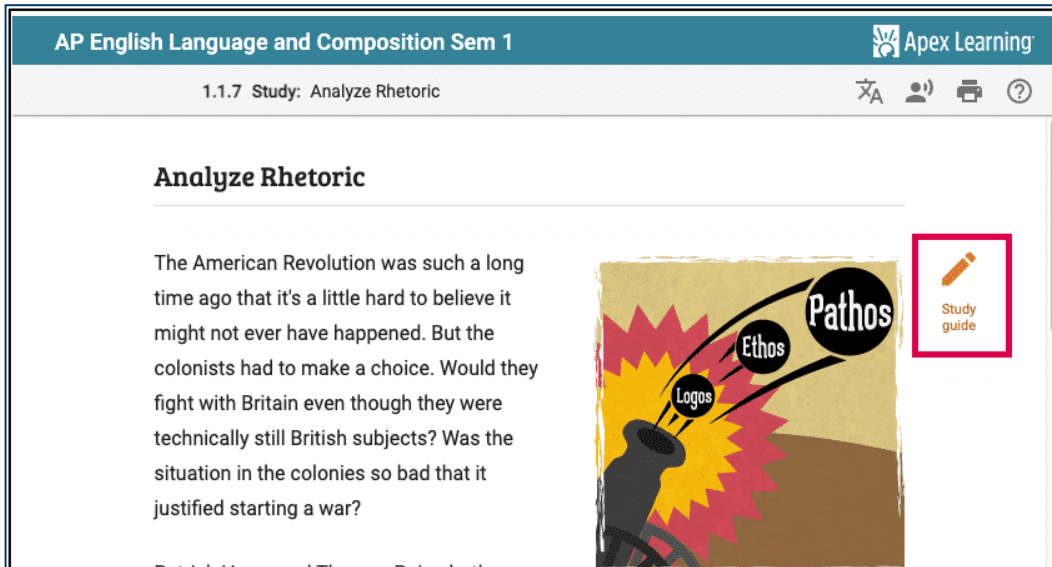 AP English Language and Composition Sem 1
Apex Learning
1.1.7 Study: Analyze Rhetoric
Analyze Rhetoric
The American Revolution was such a long
time ago that it's a little hard to believe it
might not ever have happened. But the
colonists had to make a choice. Would they
fight with Britain even though they were
technically still British subjects? Was the
situation in the colonies so bad that it
justified starting a war?
Pathos
Ethos
Logos
Study
guide